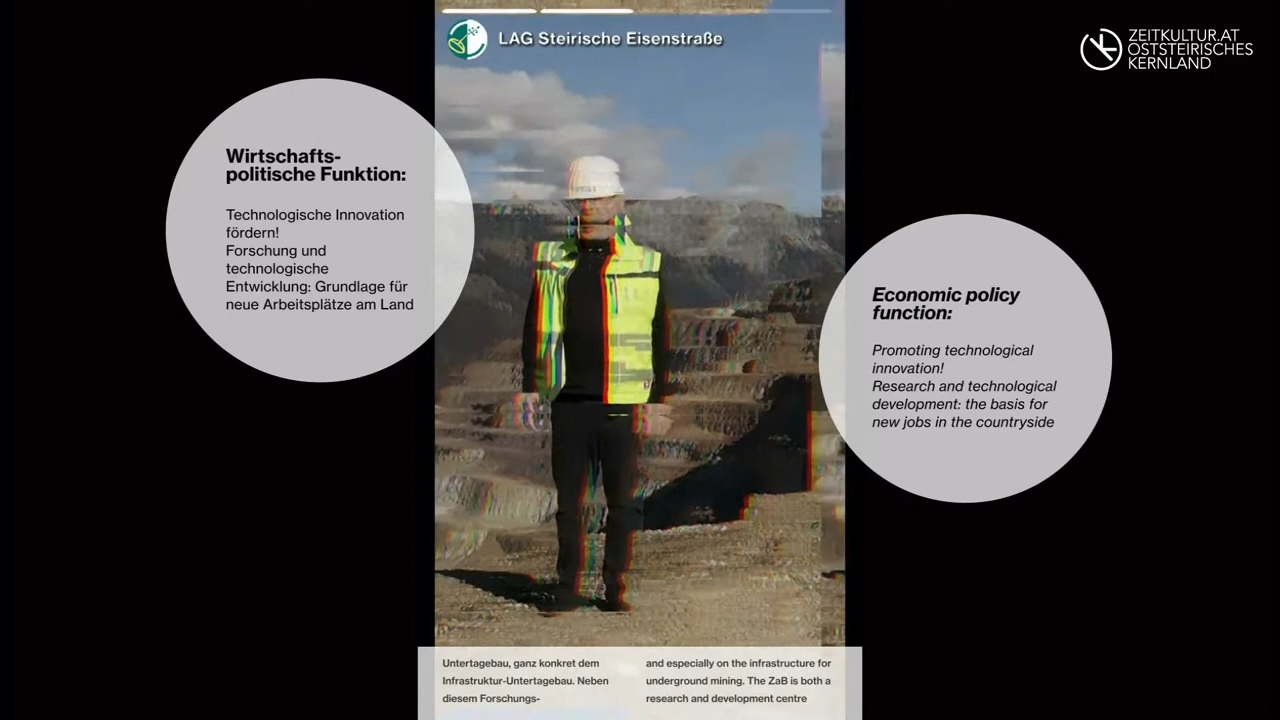 LAG Steirische Eisenstraße
ZEITKULTUR.AT
OSTSTEIRISCHES
KERNLAND
Wirtschafts-
politische Funktion:
Technologische Innovation
fördern!
Forschung und
technologische
Entwicklung: Grundlage für
neue Arbeitsplätze am Land
Economic policy
function:
Promoting technological
innovation!
Research and technological
development: the basis for
new jobs in the countryside
Untertagebau, ganz konkret dem
Infrastruktur-Untertagebau. Neben
diesem Forschungs-
and especially on the infrastructure for
underground mining. The ZaB is both a
research and development centre